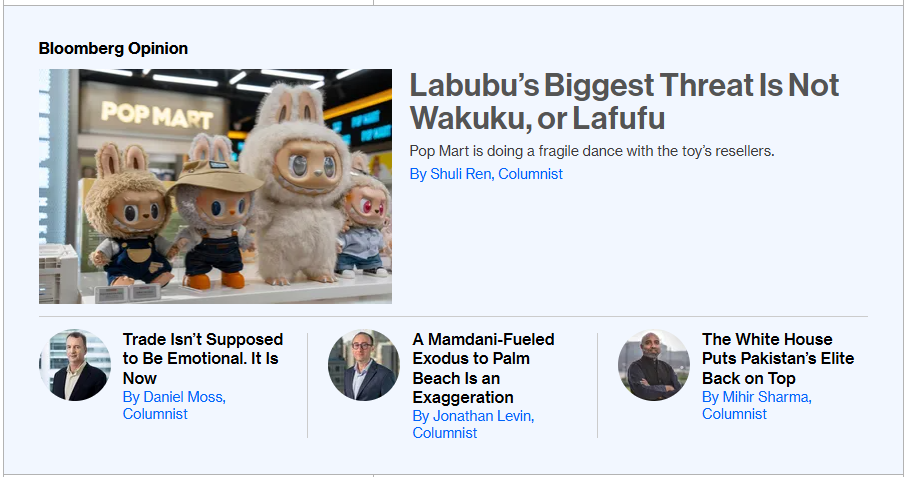 Bloomberg Opinion
POP MART
Labubu’s Biggest Threat Is Not
Wakuku, or Lafufu
Pop Mart is doing a fragile dance with the toy’s resellers.
By Shuli Ren, Columnist
Trade Isn’t Supposed
to Be Emotional. It Is
Now
By Daniel Moss,
Columnist
A Mamdani-Fueled
Exodus to Palm
Beach Is an
Exaggeration
By Jonathan Levin,
Columnist
The White House
Puts Pakistan’s Elite
Back on Top
By Mihir Sharma,
Columnist